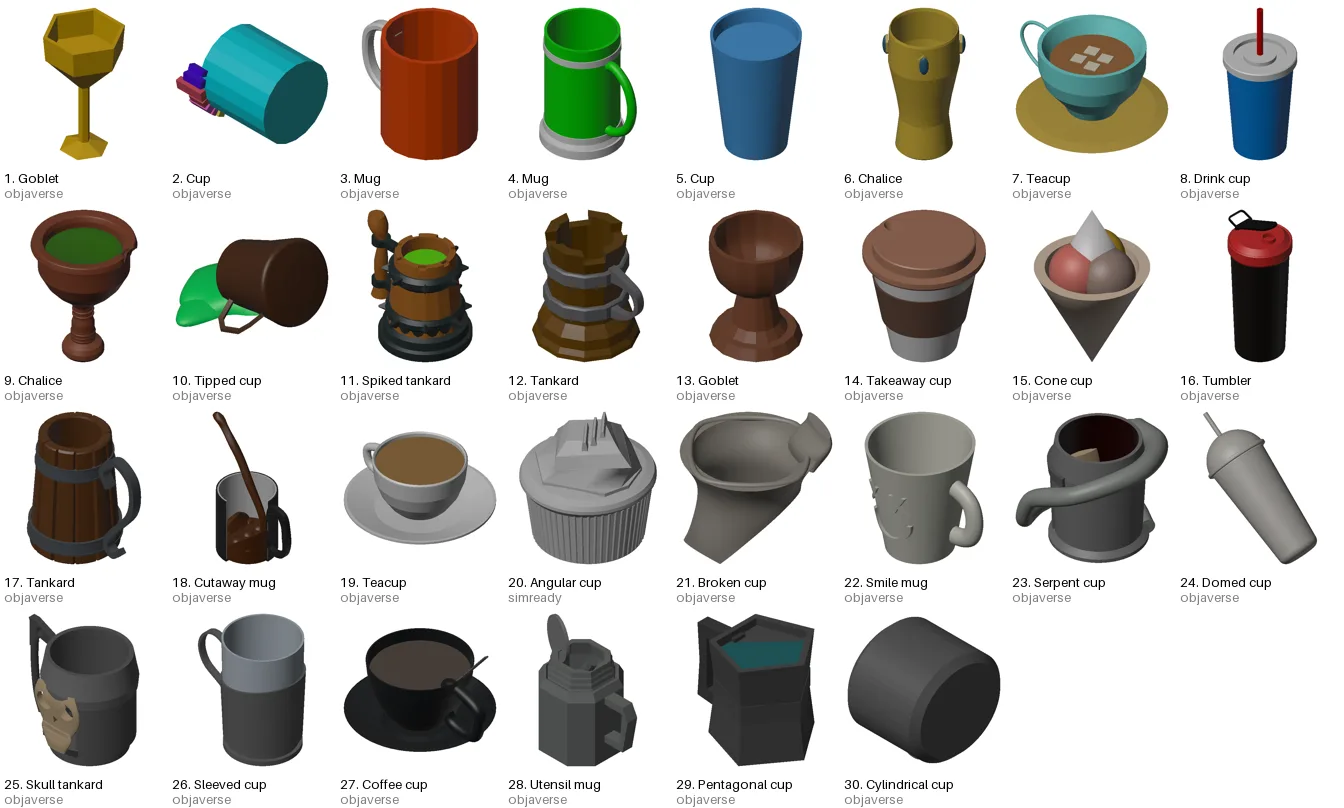 1. Goblet
objaverse
2. Cup
objaverse
3. Mug
objaverse
4. Mug
objaverse
5. Cup
objaverse
6. Chalice
objaverse
7. Teacup
objaverse
8. Drink cup
objaverse
9. Chalice
objaverse
10. Tipped cup
objaverse
11. Spiked tankard
objaverse
12. Tankard
objaverse
13. Goblet
objaverse
14. Takeaway cup
objaverse
15. Cone cup
objaverse
16. Tumbler
objaverse
17. Tankard
objaverse
18. Cutaway mug
objaverse
19. Teacup
objaverse
20. Angular cup
simready
21. Broken cup
objaverse
22. Smile mug
objaverse
23. Serpent cup
objaverse
24. Domed cup
objaverse
25. Skull tankard
objaverse
26. Sleeved cup
objaverse
27. Coffee cup
objaverse
28. Utensil mug
objaverse
29. Pentagonal cup
objaverse
30. Cylindrical cup
objaverse